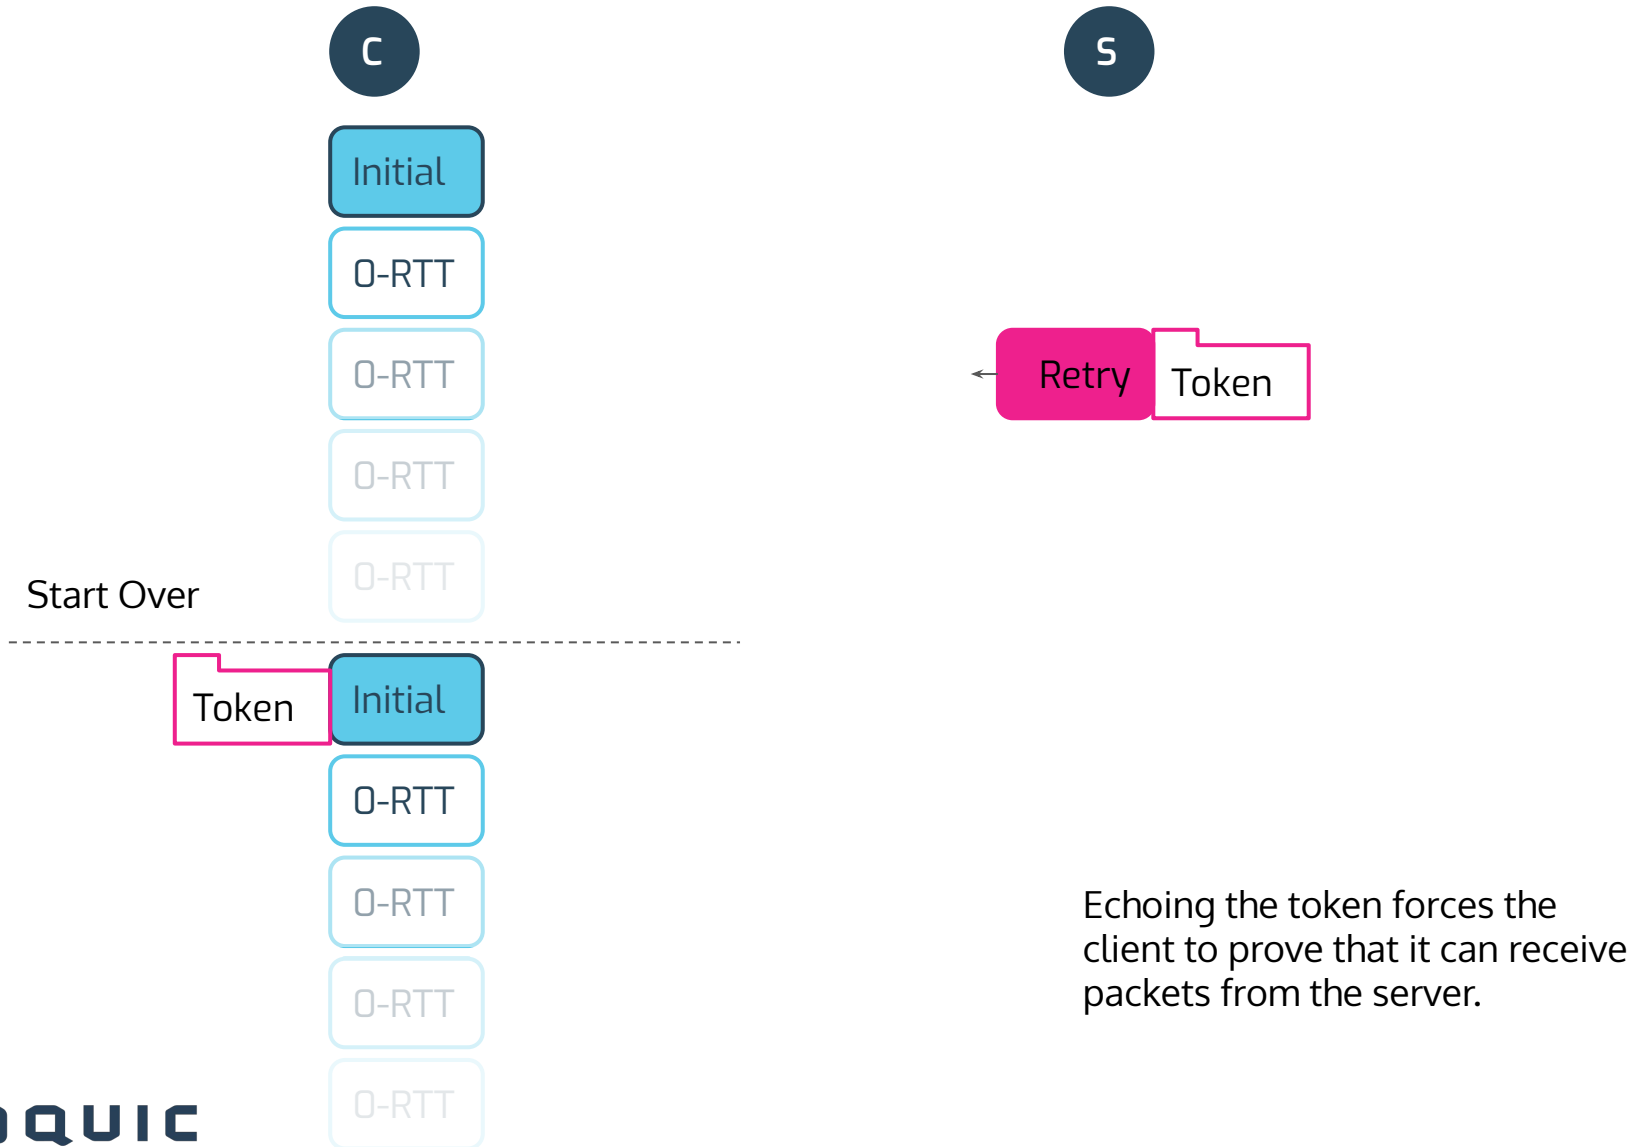 C
S
Initial
0-RTT
0-RTT
Retry
Token
0-RTT
0-RTT
Start Over
Token
Initial
0-RTT
0-RTT
Echoing the token forces the
client to prove that it can receive
packets from the server.
0-RTT
0-RTT
QUIC